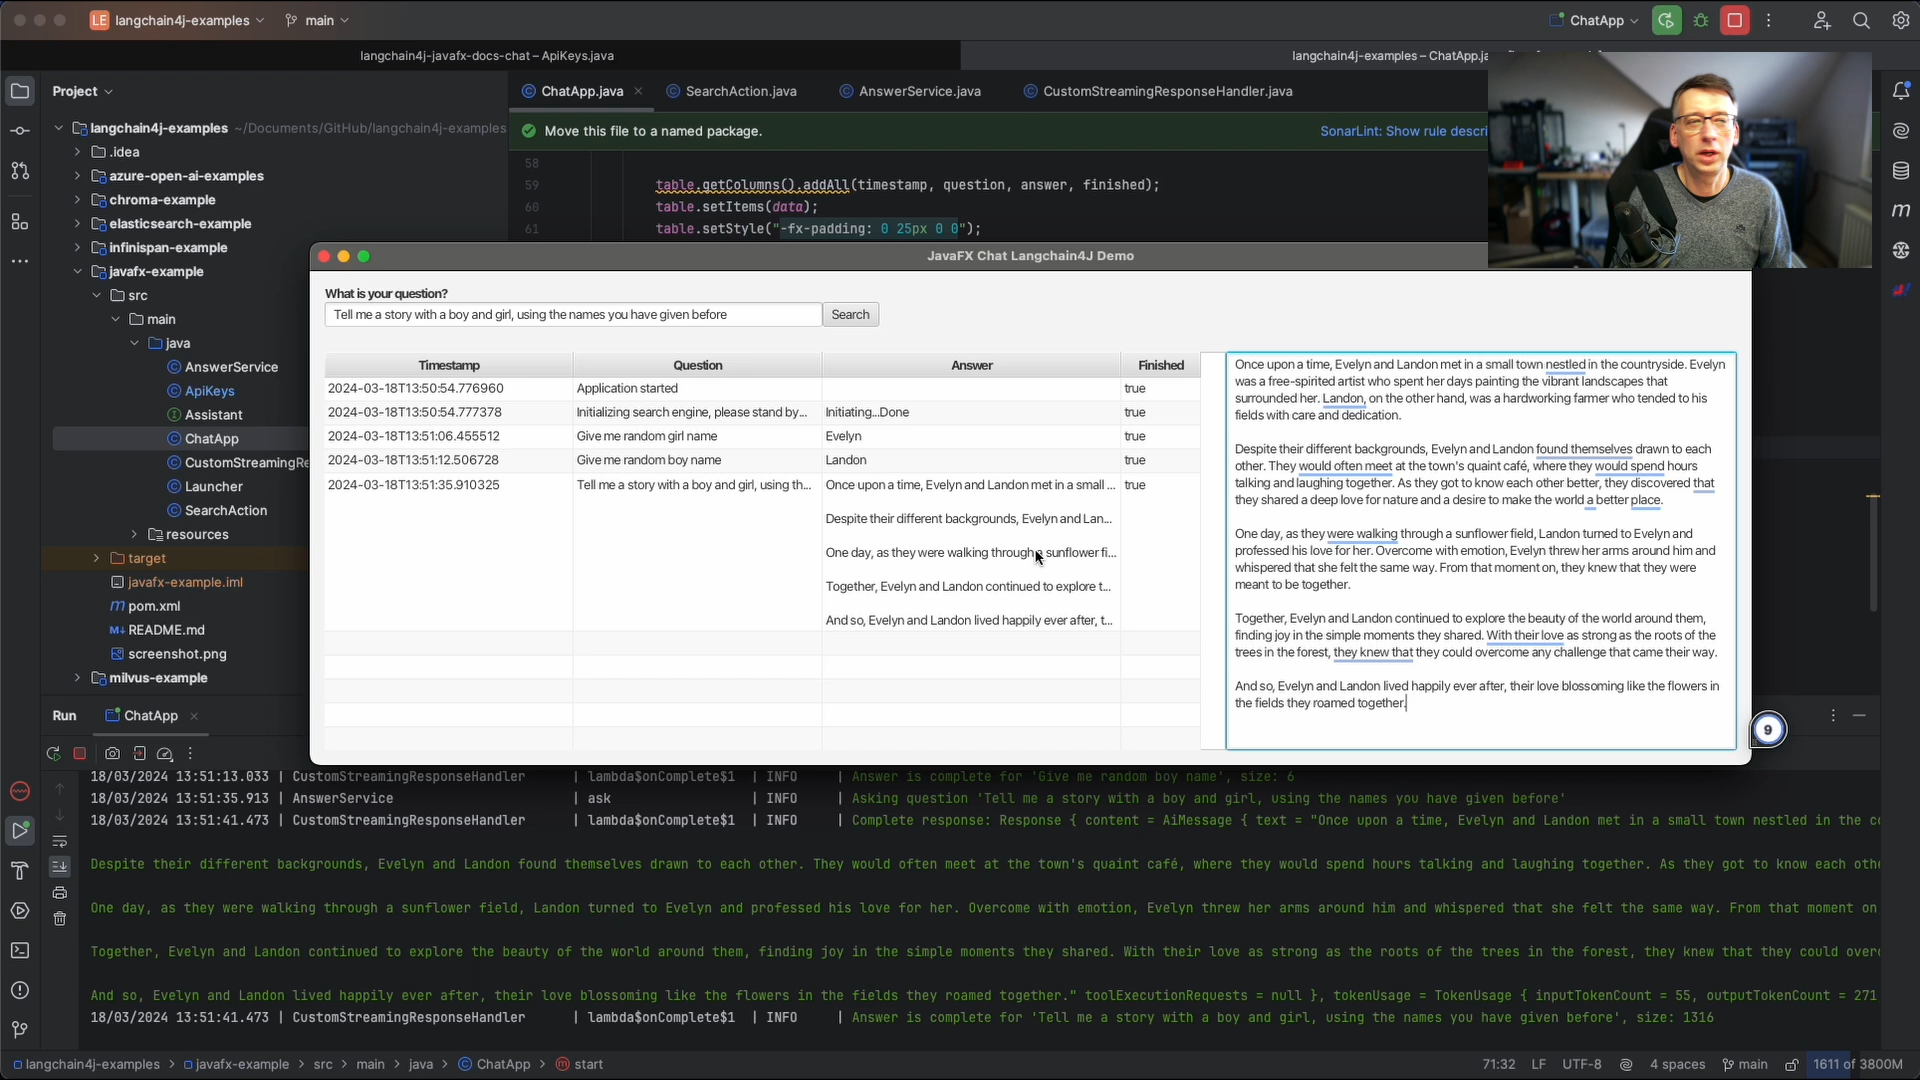 LE langchain4j-examples main
ChatApp
langchain4j-javafx-docs-chat – ApiKeys.java
langchain4j-examples – ChatApp.ja
Project
ChatApp.java
SearchAction.java
AnswerService.java
CustomStreamingResponseHandler.java
langchain4j-examples ~/Documents/GitHub/langchain4j-examples
.idea
azure-open-ai-examples
chroma-example
elasticsearch-example
infinispan-example
javafx-example
src
main
java
AnswerService
ApiKeys
Assistant
ChatApp
CustomStreamingRe
Launcher
SearchAction
resources
target
javafx-example.iml
pom.xml
README.md
screenshot.png
milvus-example
Move this file to a named package.
SonarLint: Show rule descri
58
59 table.getColumns().addAll(timestamp, question, answer, finished);
60 table.setItems(data);
61 table.setStyle("-fx-padding: 0 25px 0 0");
JavaFX Chat Langchain4J Demo
What is your question?
Tell me a story with a boy and girl, using the names you have given before
Search
Timestamp Question Answer Finished
2024-03-18T13:50:54.776960 Application started true
2024-03-18T13:50:54.777378 Initializing search engine, please stand by... Initiating...Done true
2024-03-18T13:51:06.455512 Give me random girl name Evelyn true
2024-03-18T13:51:12.506728 Give me random boy name Landon true
2024-03-18T13:51:35.910325 Tell me a story with a boy and girl, using th... Once upon a time, Evelyn and Landon met in a small ... true
Despite their different backgrounds, Evelyn and Lan...
One day, as they were walking through a sunflower fi...
Together, Evelyn and Landon continued to explore t...
And so, Evelyn and Landon lived happily ever after, t...
Once upon a time, Evelyn and Landon met in a small town nestled in the countryside. Evelyn
was a free-spirited artist who spent her days painting the vibrant landscapes that
surrounded her. Landon, on the other hand, was a hardworking farmer who tended to his
fields with care and dedication.
Despite their different backgrounds, Evelyn and Landon found themselves drawn to each
other. They would often meet at the town's quaint café, where they would spend hours
talking and laughing together. As they got to know each other better, they discovered that
they shared a deep love for nature and a desire to make the world a better place.
One day, as they were walking through a sunflower field, Landon turned to Evelyn and
professed his love for her. Overcome with emotion, Evelyn threw her arms around him and
whispered that she felt the same way. From that moment on, they knew that they were
meant to be together.
Together, Evelyn and Landon continued to explore the beauty of the world around them,
finding joy in the simple moments they shared. With their love as strong as the roots of the
trees in the forest, they knew that they could overcome any challenge that came their way.
And so, Evelyn and Landon lived happily ever after, their love blossoming like the flowers in
the fields they roamed together.
9
Run ChatApp
18/03/2024 13:51:13.033 | CustomStreamingResponseHandler | lambda$onComplete$1 | INFO | Answer is complete for 'Give me random boy name', size: 6
18/03/2024 13:51:35.913 | AnswerService | ask | INFO | Asking question 'Tell me a story with a boy and girl, using the names you have given before'
18/03/2024 13:51:41.473 | CustomStreamingResponseHandler | lambda$onComplete$1 | INFO | Complete response: Response { content = AiMessage { text = "Once upon a time, Evelyn and Landon met in a small town nestled in the co
Despite their different backgrounds, Evelyn and Landon found themselves drawn to each other. They would often meet at the town's quaint café, where they would spend hours talking and laughing together. As they got to know each othe
One day, as they were walking through a sunflower field, Landon turned to Evelyn and professed his love for her. Overcome with emotion, Evelyn threw her arms around him and whispered that she felt the same way. From that moment on
Together, Evelyn and Landon continued to explore the beauty of the world around them, finding joy in the simple moments they shared. With their love as strong as the roots of the trees in the forest, they knew that they could overc
And so, Evelyn and Landon lived happily ever after, their love blossoming like the flowers in the fields they roamed together." toolExecutionRequests = null }, tokenUsage = TokenUsage { inputTokenCount = 55, outputTokenCount = 271
18/03/2024 13:51:41.473 | CustomStreamingResponseHandler | lambda$onComplete$1 | INFO | Answer is complete for 'Tell me a story with a boy and girl, using the names you have given before', size: 1316
langchain4j-examples > javafx-example > src > main > java > ChatApp > start
71:32 LF UTF-8 4 spaces main 1611 of 3800M